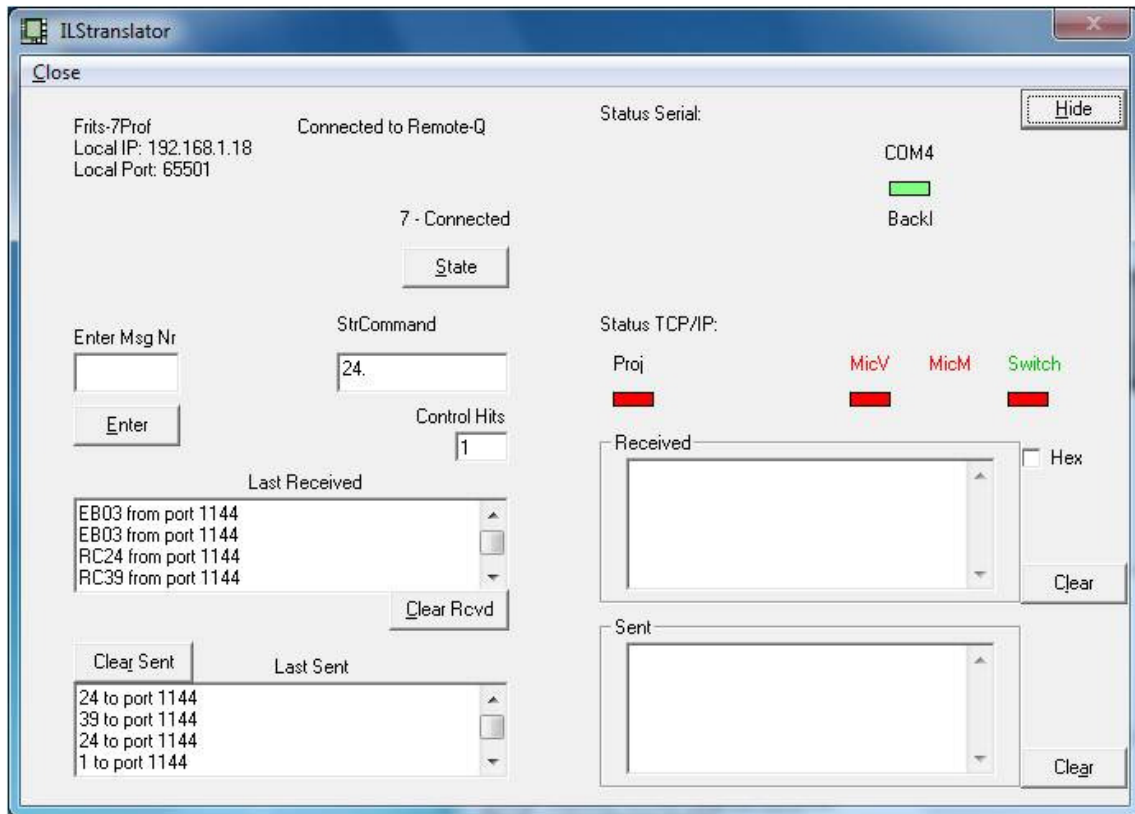 ILStranslator
Close
Frits-7Prof
Local IP: 192.168.1.18
Local Port: 65501
Connected to Remote-Q
7 - Connected
State
Enter Msg Nr
Enter
StrCommand
24.
Control Hits
1
Last Received
EB03 from port 1144
EB03 from port 1144
RC24 from port 1144
RC39 from port 1144
Clear Rcvd
Clear Sent
Last Sent
24 to port 1144
39 to port 1144
24 to port 1144
1 to port 1144
Status Serial:
Hide
COM4
Backl
Status TCP/IP:
Proj MicV MicM Switch
Received
Hex
Clear
Sent
Clear